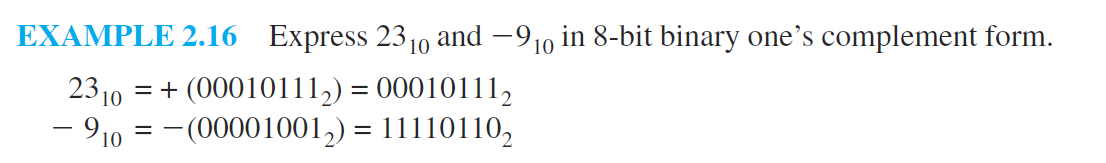 EXAMPLE 2.16 Express 23₁₀ and −9₁₀ in 8-bit binary one’s complement form.
23₁₀ = + (00010111₂) = 00010111₂
− 9₁₀ = −(00001001₂) = 11110110₂